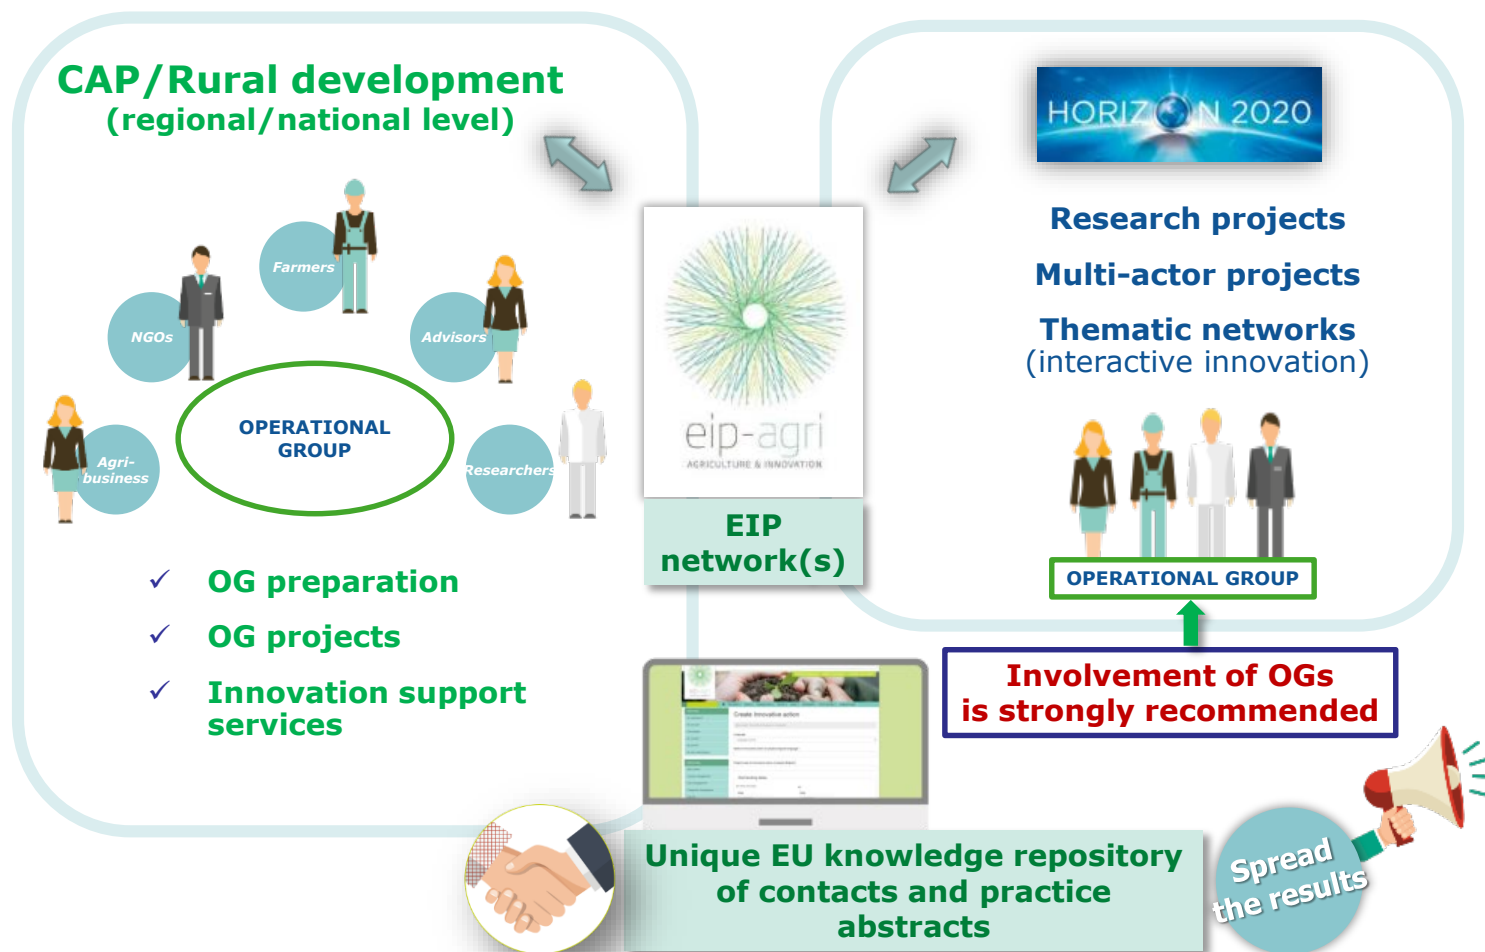 CAP/Rural development
(regional/national level)
Farmers
NGOs
Advisors
Agri-
business
Researchers
OPERATIONAL
GROUP
✓ OG preparation
✓ OG projects
✓ Innovation support
services
eip-agri
AGRICULTURE & INNOVATION
EIP
network(s)
HORIZON 2020
Research projects
Multi-actor projects
Thematic networks
(interactive innovation)
OPERATIONAL GROUP
Involvement of OGs
is strongly recommended
Create Innovative action
Unique EU knowledge repository
of contacts and practice
abstracts
Spread
the results